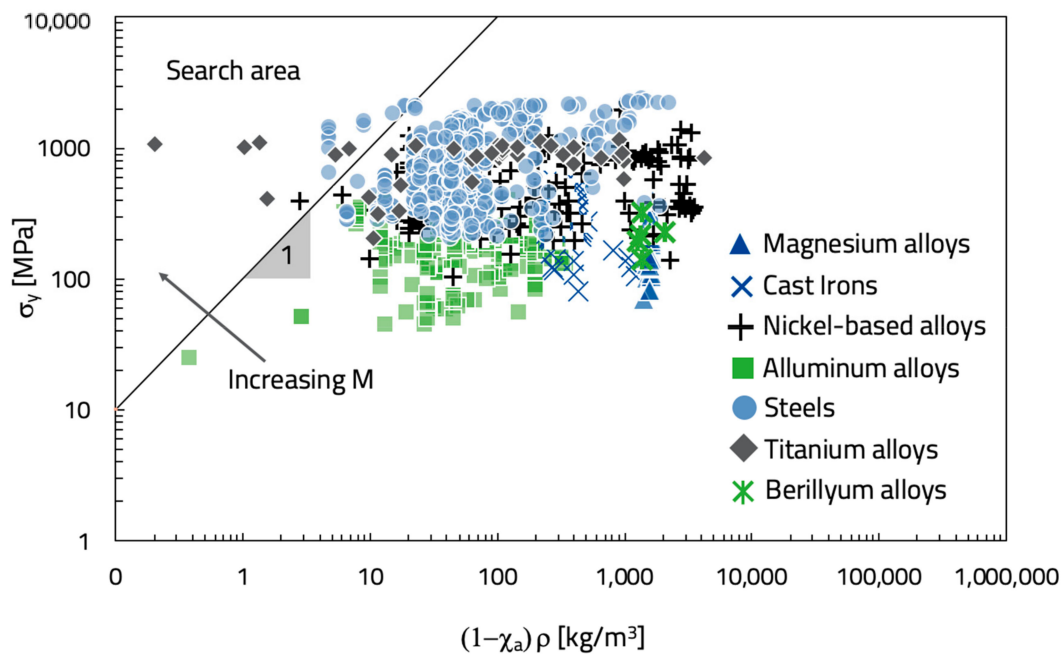 10,000
Search area
1000
σy [MPa]
1
100
Magnesium alloys
Cast Irons
Nickel-based alloys
Alluminum alloys
Increasing M
Steels
10
Titanium alloys
Berillyum alloys
1
0 1 10 100 1,000 10,000 100,000 1,000,000
(1−χa) ρ [kg/m³]